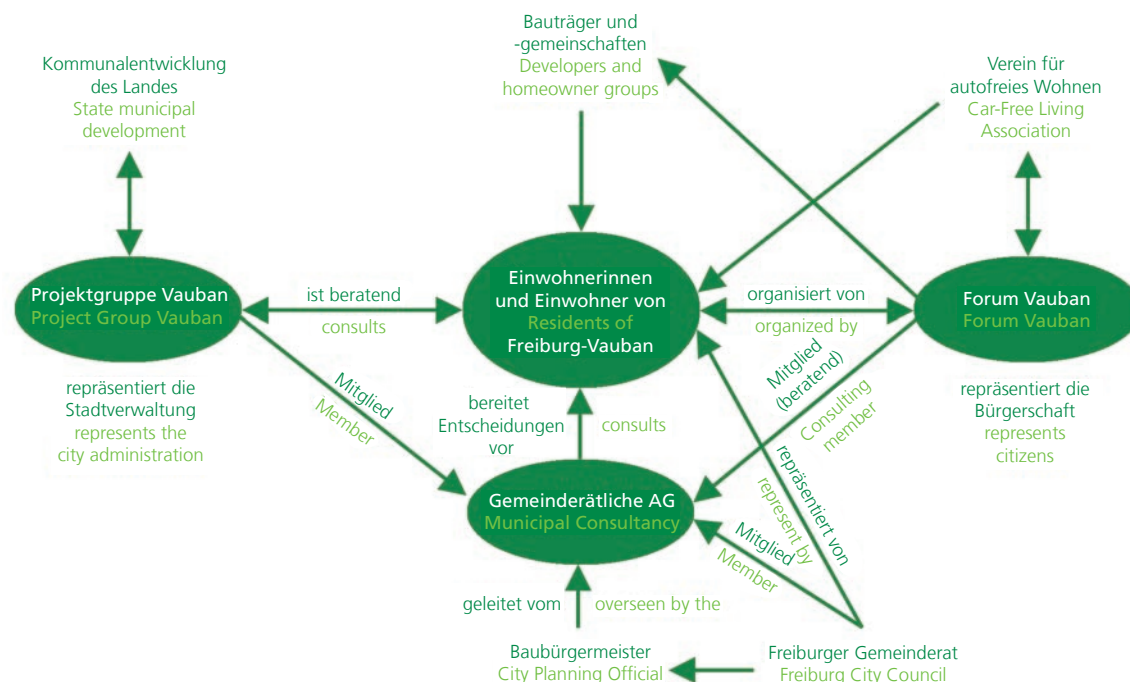 Bauträger und
-gemeinschaften
Developers and
homeowner groups
Kommunalentwicklung
des Landes
State municipal
development
Verein für
autofreies Wohnen
Car-Free Living
Association
Projektgruppe Vauban
Project Group Vauban
ist beratend
consults
Einwohnerinnen
und Einwohner von
Residents of
Freiburg-Vauban
organisiert von
organized by
Forum Vauban
Forum Vauban
repräsentiert die
Stadtverwaltung
represents the
city administration
Mitglied
Member
bereitet
Entscheidungen
vor
consults
Mitglied
(beratend)
Consulting
member
repräsentiert die
Bürgerschaft
represents
citizens
Gemeinderätliche AG
Municipal Consultancy
repräsentiert von
represent by
Mitglied
Member
geleitet vom
overseen by the
Baubürgermeister
City Planning Official
Freiburger Gemeinderat
Freiburg City Council